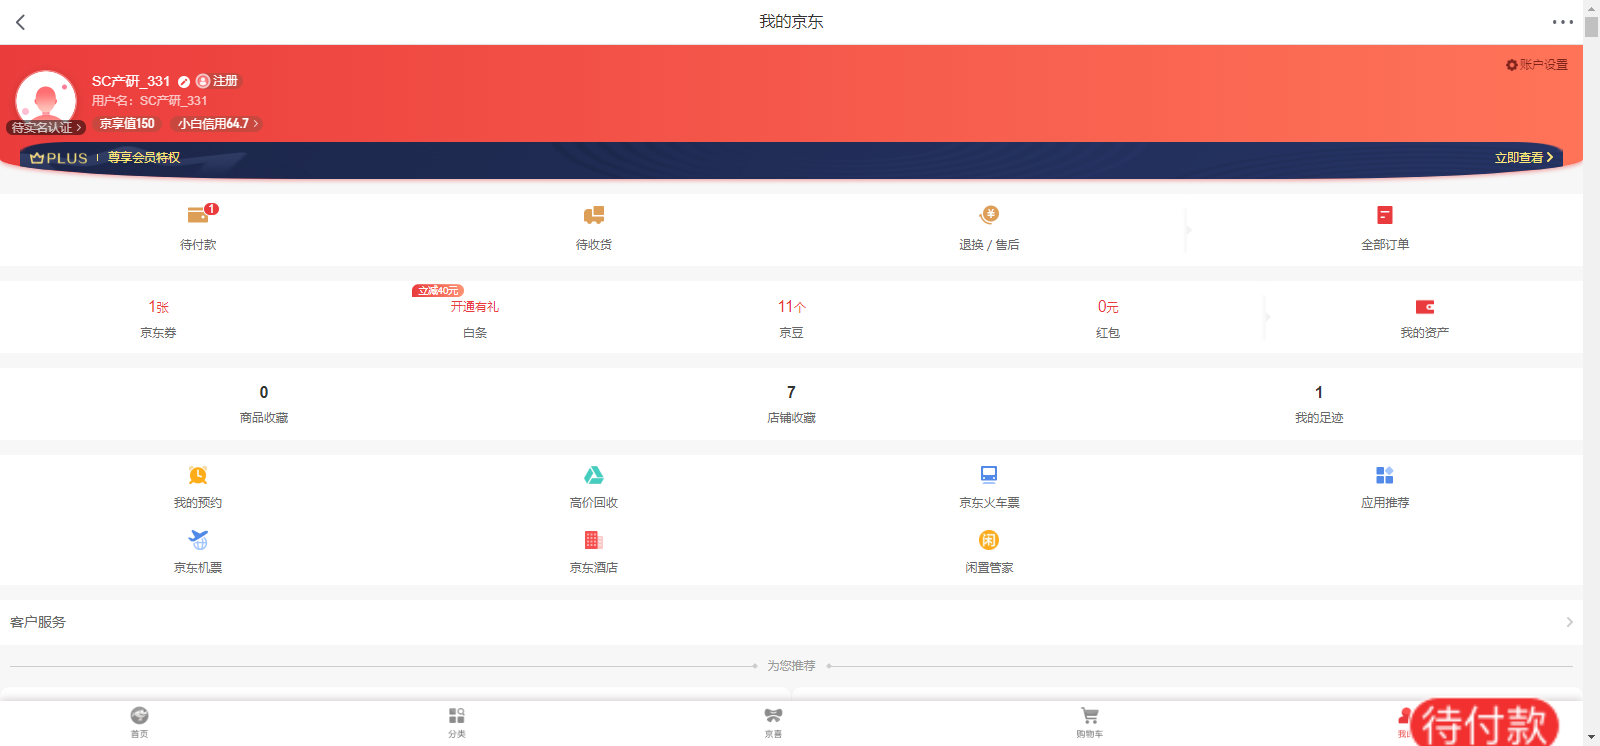 我的京东
账户设置
SC产研_331 注册
用户名：SC产研_331
待实名认证
京享值150 小白信用64.7
PLUS 尊享会员特权 立即查看
1
待付款 待收货 退换 / 售后 全部订单
立减40元
1张 开通有礼 11个 0元
京东券 白条 京豆 红包 我的资产
0 7 1
商品收藏 店铺收藏 我的足迹
我的预约 高价回收 京东火车票 应用推荐
闲
京东机票 京东酒店 闲置管家
客户服务
为您推荐
首页 分类 京喜 购物车 我
待付款